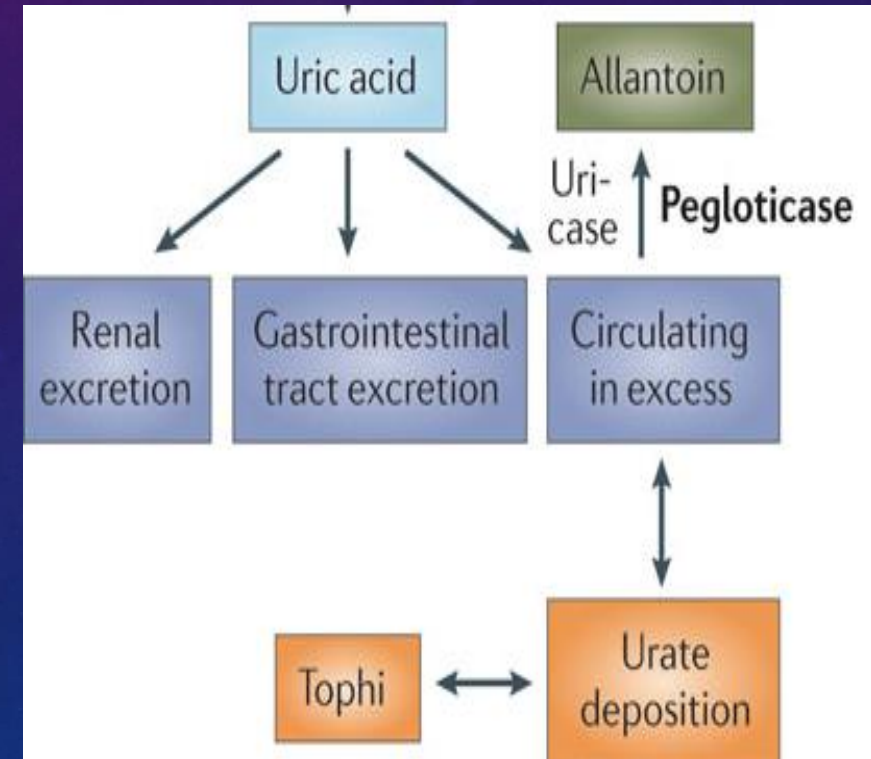 Uric acid
Allantoin
Uri-
case
Pegloticase
Renal
excretion
Gastrointestinal
tract excretion
Circulating
in excess
Tophi
Urate
deposition